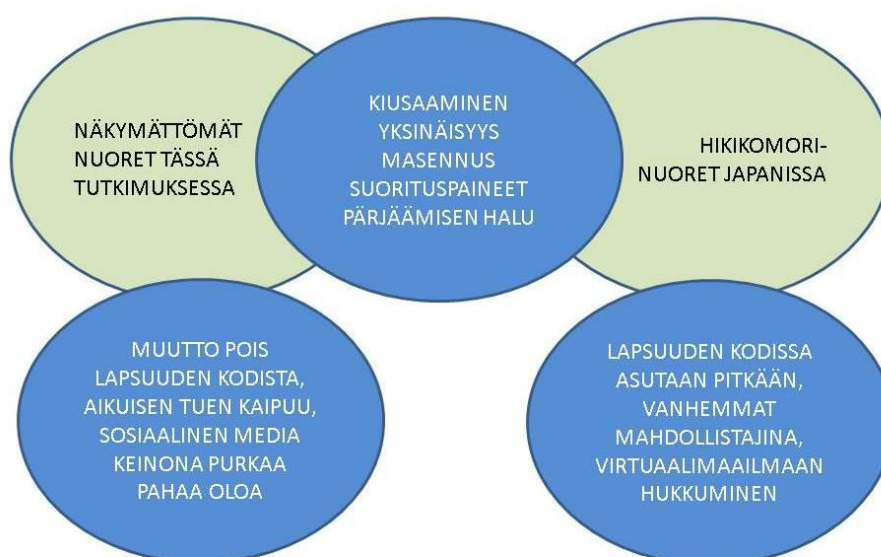 NÄKYMÄTTÖMÄT
NUORET TÄSSÄ
TUTKIMUKSESSA
KIUSAAMINEN
YKSINÄISYYS
MASENNUS
SUORITUSPAINEET
PÄRJÄÄMISEN HALU
HIKIKOMORI-
NUORET JAPANISSA
MUUTTO POIS
LAPSUUDEN KODISTA,
AIKUISEN TUEN KAIPUU,
SOSIAALINEN MEDIA
KEINONA PURKAA
PAHAA OLOA
LAPSUUDEN KODISSA
ASUTAAN PITKÄÄN,
VANHEMMAT
MAHDOLLISTAJINA,
VIRTUAALIMAAILMAAN
HUKKUMINEN